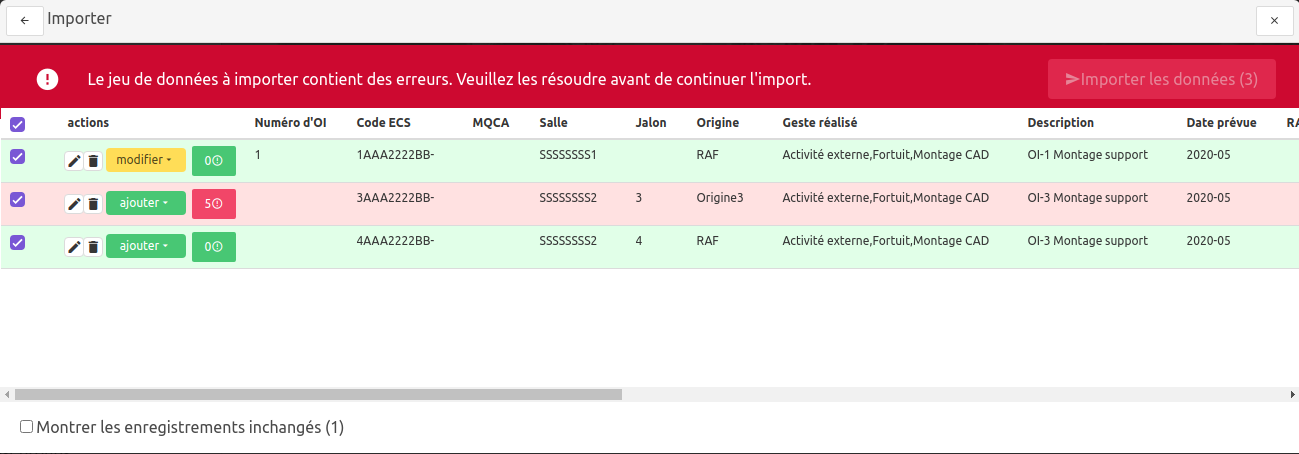 Importer
Le jeu de données à importer contient des erreurs. Veuillez les résoudre avant de continuer l'import. Importer les données (3)
actions Numéro d'OI Code ECS MQCA Salle Jalon Origine Geste réalisé Description Date prévue RA
modifier 0 1 1AAA2222BB- SSSSSSSS1 RAF Activité externe,Fortuit,Montage CAD OI-1 Montage support 2020-05
ajouter 5 3AAA2222BB- SSSSSSSS2 3 Origine3 Activité externe,Fortuit,Montage CAD OI-3 Montage support 2020-05
ajouter 0 4AAA2222BB- SSSSSSSS2 4 RAF Activité externe,Fortuit,Montage CAD OI-3 Montage support 2020-05
Montrer les enregistrements inchangés (1)